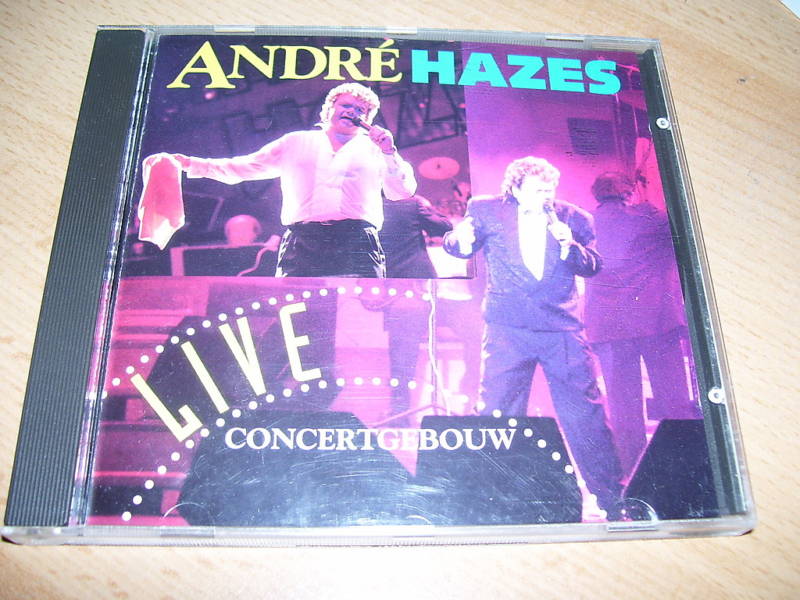 ANDRÉ HAZES
LIVE
CONCERTGEBOUW